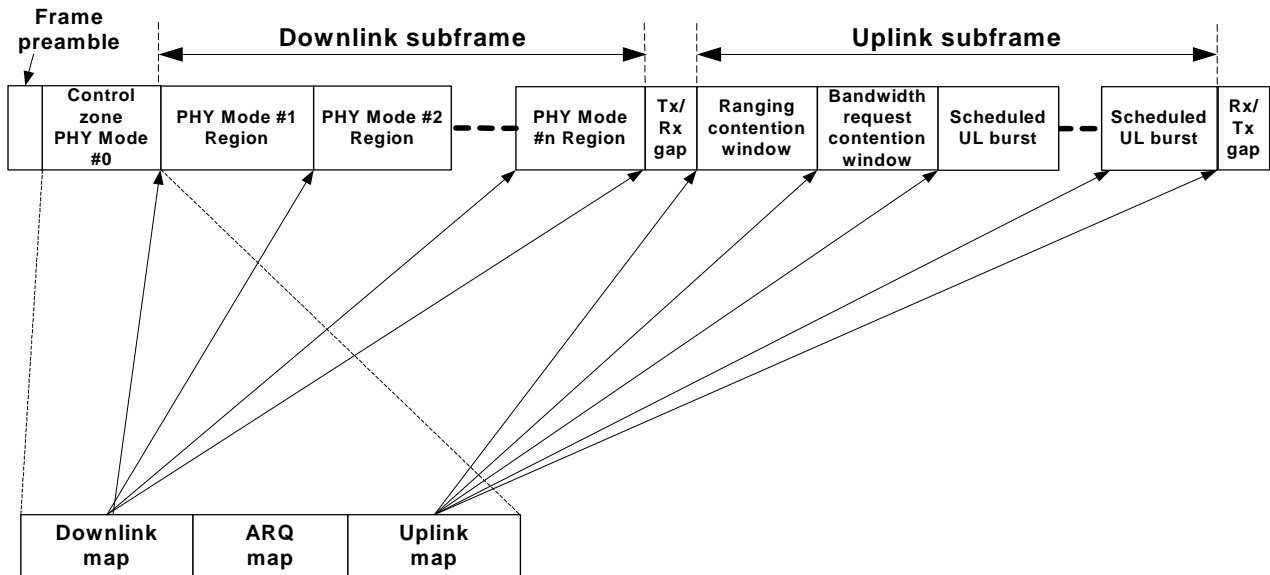 Frame
preamble
Downlink subframe
Uplink subframe
Control
zone
PHY Mode
#0
PHY Mode #1
Region
PHY Mode #2
Region
PHY Mode
#n Region
Tx/
Rx
gap
Ranging
contention
window
Bandwidth
request
contention
window
Scheduled
UL burst
Scheduled
UL burst
Rx/
Tx
gap
Downlink
map
ARQ
map
Uplink
map